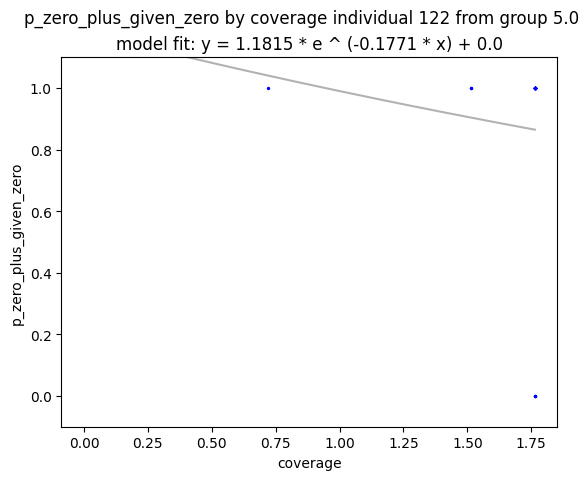 p_zero_plus_given_zero by coverage individual 122 from group 5.0
model fit: y = 1.1815 * e ^ (-0.1771 * x) + 0.0
1.0
0.8
0.6
0.4
0.2
0.0
p_zero_plus_given_zero
0.00 0.25 0.50 0.75 1.00 1.25 1.50 1.75
coverage